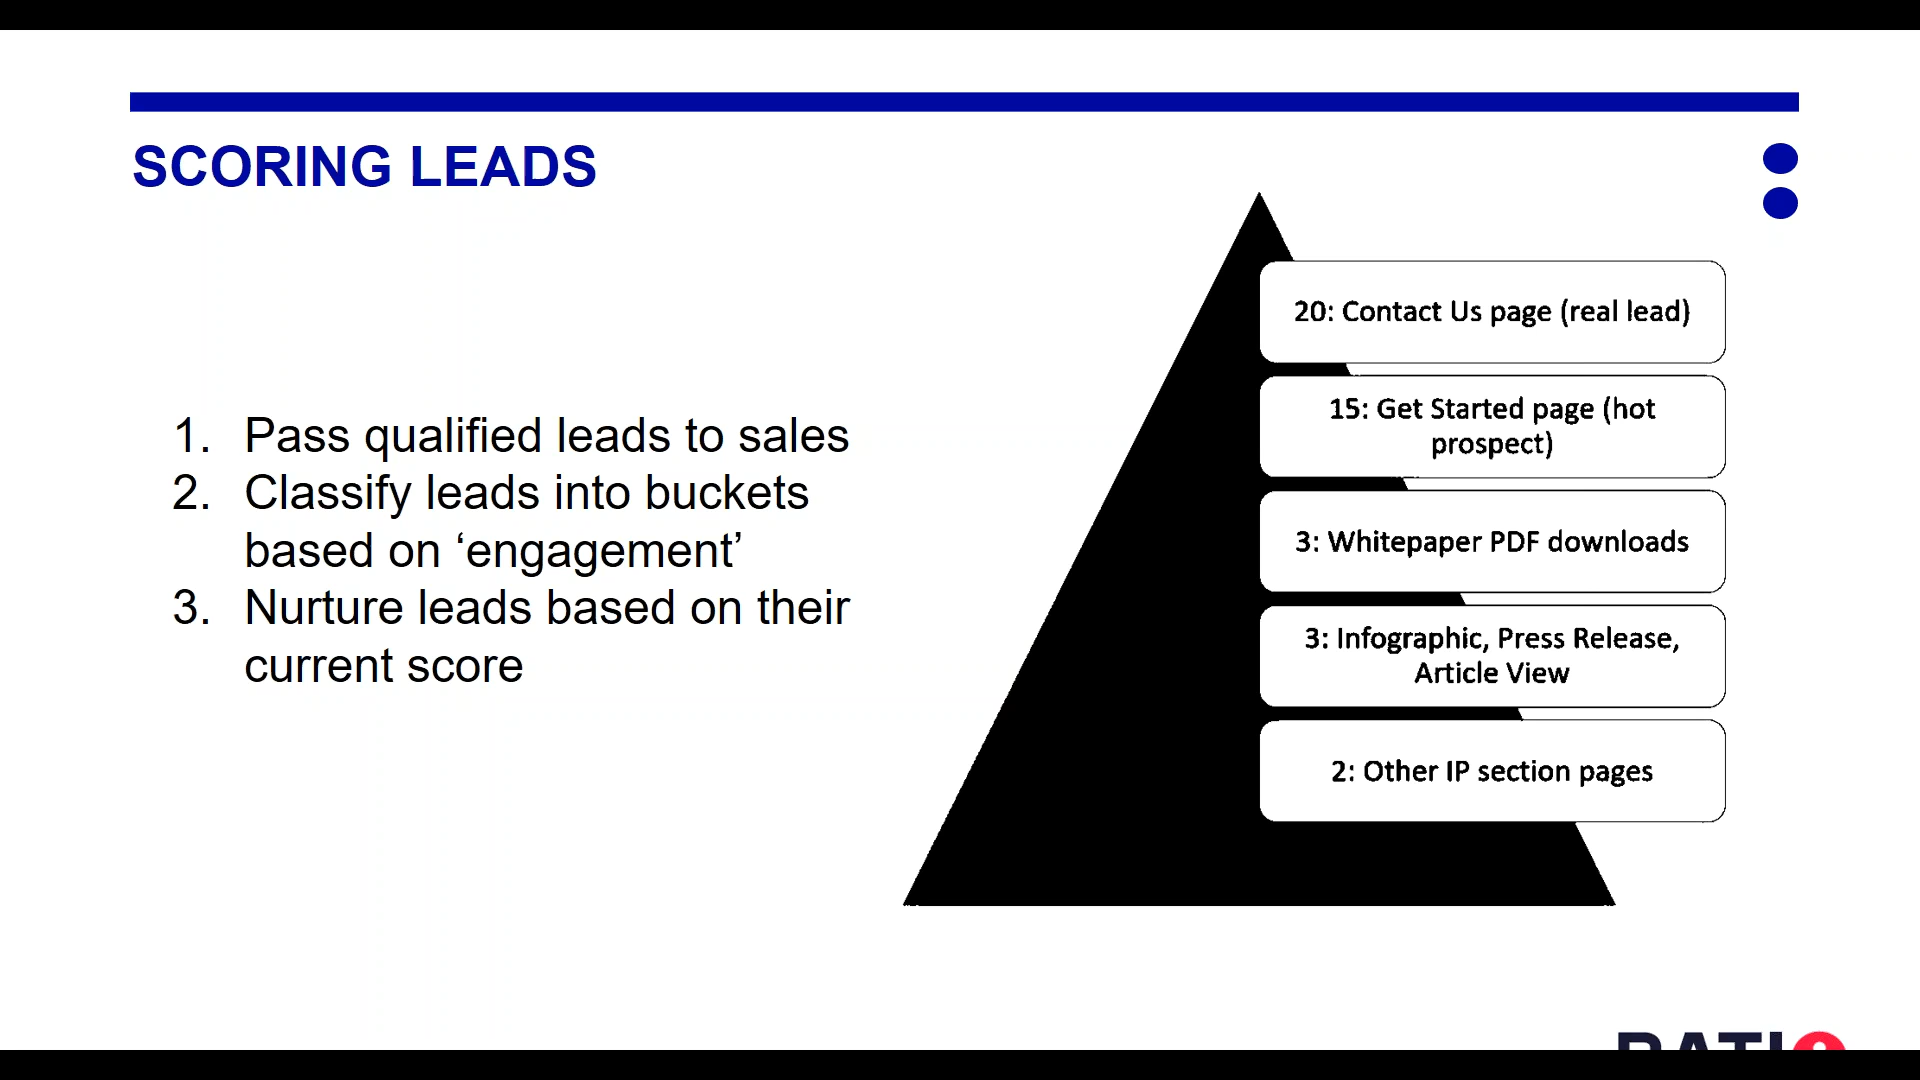 SCORING LEADS
1. Pass qualified leads to sales
2. Classify leads into buckets
based on ‘engagement’
3. Nurture leads based on their
current score
20: Contact Us page (real lead)
15: Get Started page (hot
prospect)
3: Whitepaper PDF downloads
3: Infographic, Press Release,
Article View
2: Other IP section pages